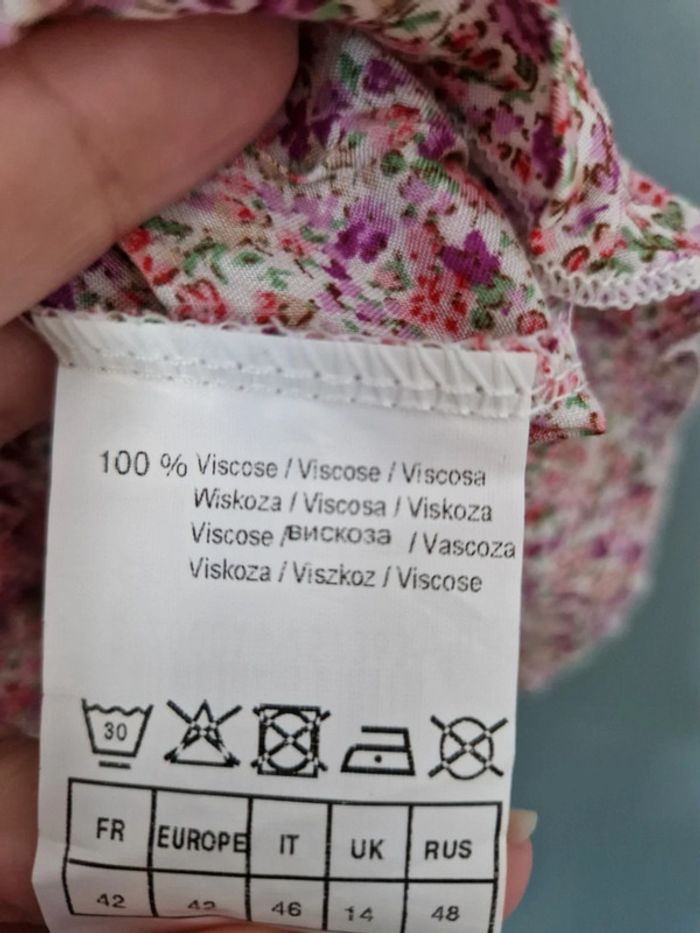 100 % Viscose / Viscose / Viscosa
Wiskoza / Viscosa / Viskoza
Viscose /вискоза / Vascoza
Viskoza / Viszkoz / Viscose
30
FR EUROPE IT UK RUS
42 42 46 14 48